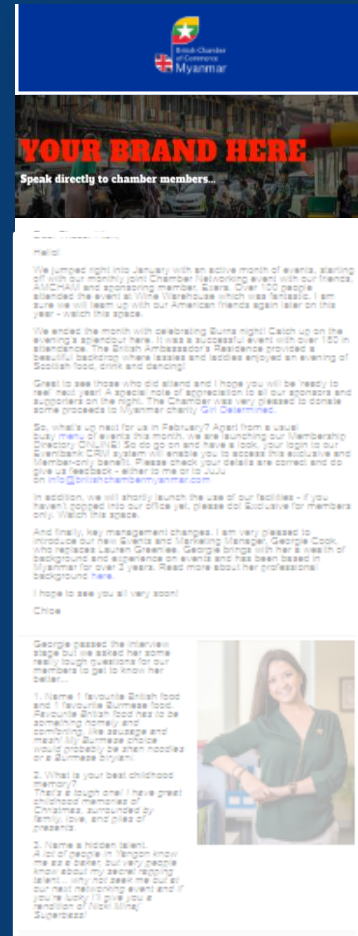 British Chamber
of Commerce
Myanmar
YOUR BRAND HERE
Speak directly to chamber members...
Hello!
We jumped right into January with an active month of events, starting
off with our monthly joint Chamber Networking event with our friends,
AMCHAM and sponsoring member, Exera. Over 100 people
attended the event at Wine Warehouse which was fantastic. I am
sure we will team up with our American friends again later on this
year - watch this space.
We ended the month with celebrating Burns night! Catch up on the
evening's splendour here. It was a successful event with over 180 in
attendance. The British Ambassador's Residence provided a
beautiful backdrop where lassies and laddies enjoyed an evening of
Scottish food, drink and dancing!
Great to see those who did attend and I hope you will be 'ready to
reel' next year! A special note of appreciation to all our sponsors and
supporters on the right. The Chamber was very pleased to donate
some proceeds to Myanmar charity Girl Determined.
So, what's up next for us in February? Apart from a usual
busy menu of events this month, we are launching our Membership
Directory ONLINE! So do go on and have a look, your login to our
Eventbank CRM system will enable you to access this exclusive and
Member-only benefit. Please check your details are correct and do
give us feedback - either to me or to JuJu
on info@britishchambermyanmar.com
In addition, we will shortly launch the use of our facilities - if you
haven't popped into our office yet, please do! Exclusive for members
only. Watch this space.
And finally, key management changes. I am very pleased to
introduce our new Events and Marketing Manager, Georgie Cook,
who replaces Lauren Greenlee. Georgie brings with her a wealth of
background and experience on events and has been based in
Myanmar for over 3 years. Read more about her professional
background here.
I hope to see you all very soon!
Chloe
Georgie passed the interview
stage but we asked her some
really tough questions for our
members to get to know her
better...
1. Name 1 favourite British food
and 1 favourite Burmese food.
Favourite British food has to be
something homely and
comforting, like sausage and
mash! My Burmese choice
would probably be shan noodles
or a Burmese biryani.
2. What is your best childhood
memory?
That's a tough one! I have great
childhood memories of
Christmas, surrounded by
family, love, and piles of
presents.
3. Name a hidden talent.
A lot of people in Yangon know
me as a baker, but very people
know about my secret rapping
talent... why not seek me out at
our next networking event and if
you're lucky I'll give you a
rendition of Nicki Minaj
Superbass!